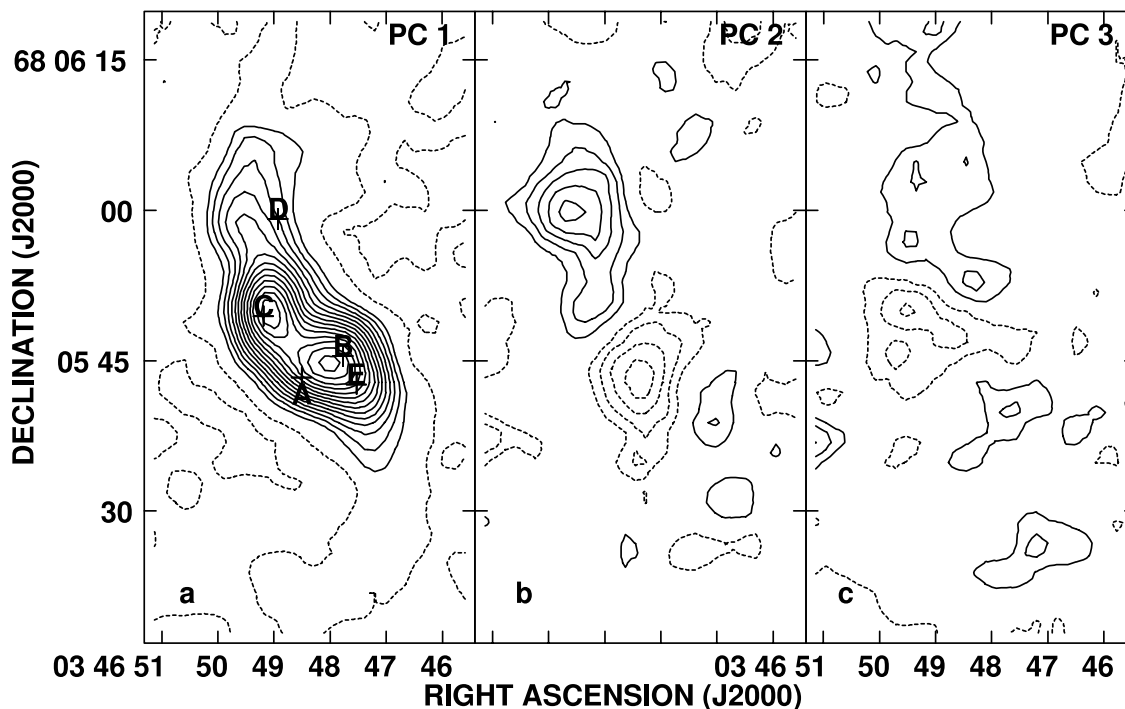 PC 1
PC 2
PC 3
68 06 15
00
05 45
30
DECLINATION (J2000)
D
C
B
E
A
a
b
c
03 46 51 50 49 48 47 46
03 46 51 50 49 48 47 46
RIGHT ASCENSION (J2000)